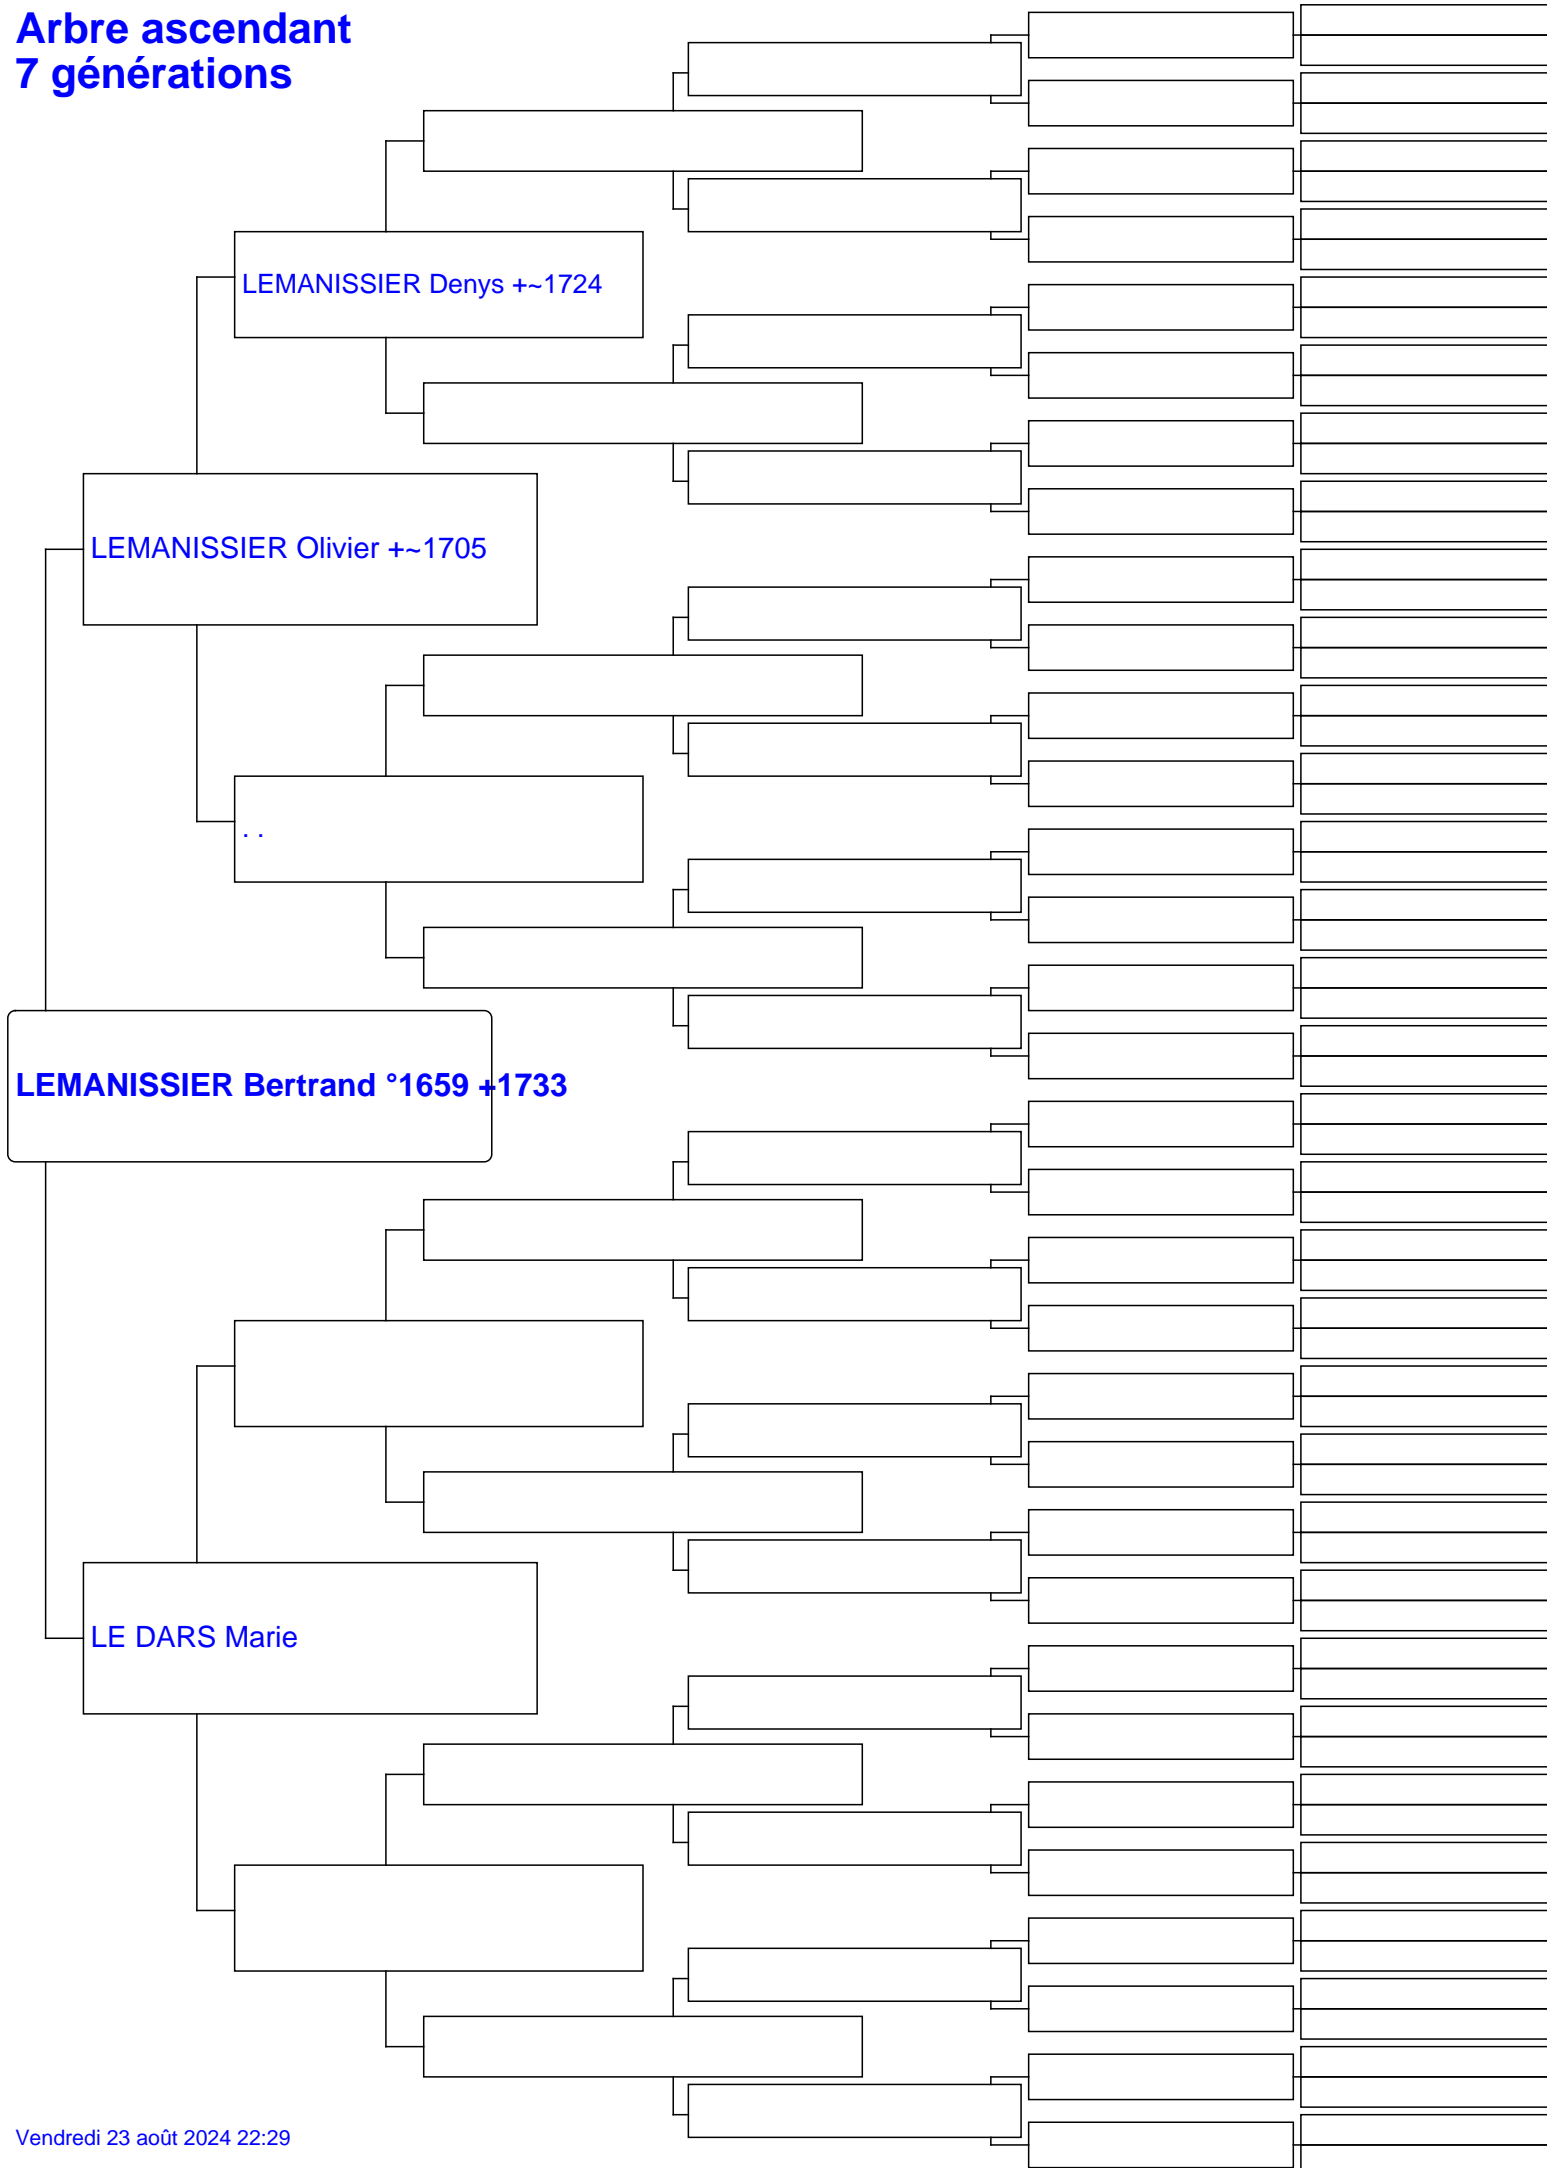 Arbre ascendant
7 générations
LEMANISSIER Denys +~1724
LEMANISSIER Olivier +~1705
. .
LEMANISSIER Bertrand °1659 +1733
LE DARS Marie
Vendredi 23 août 2024 22:29